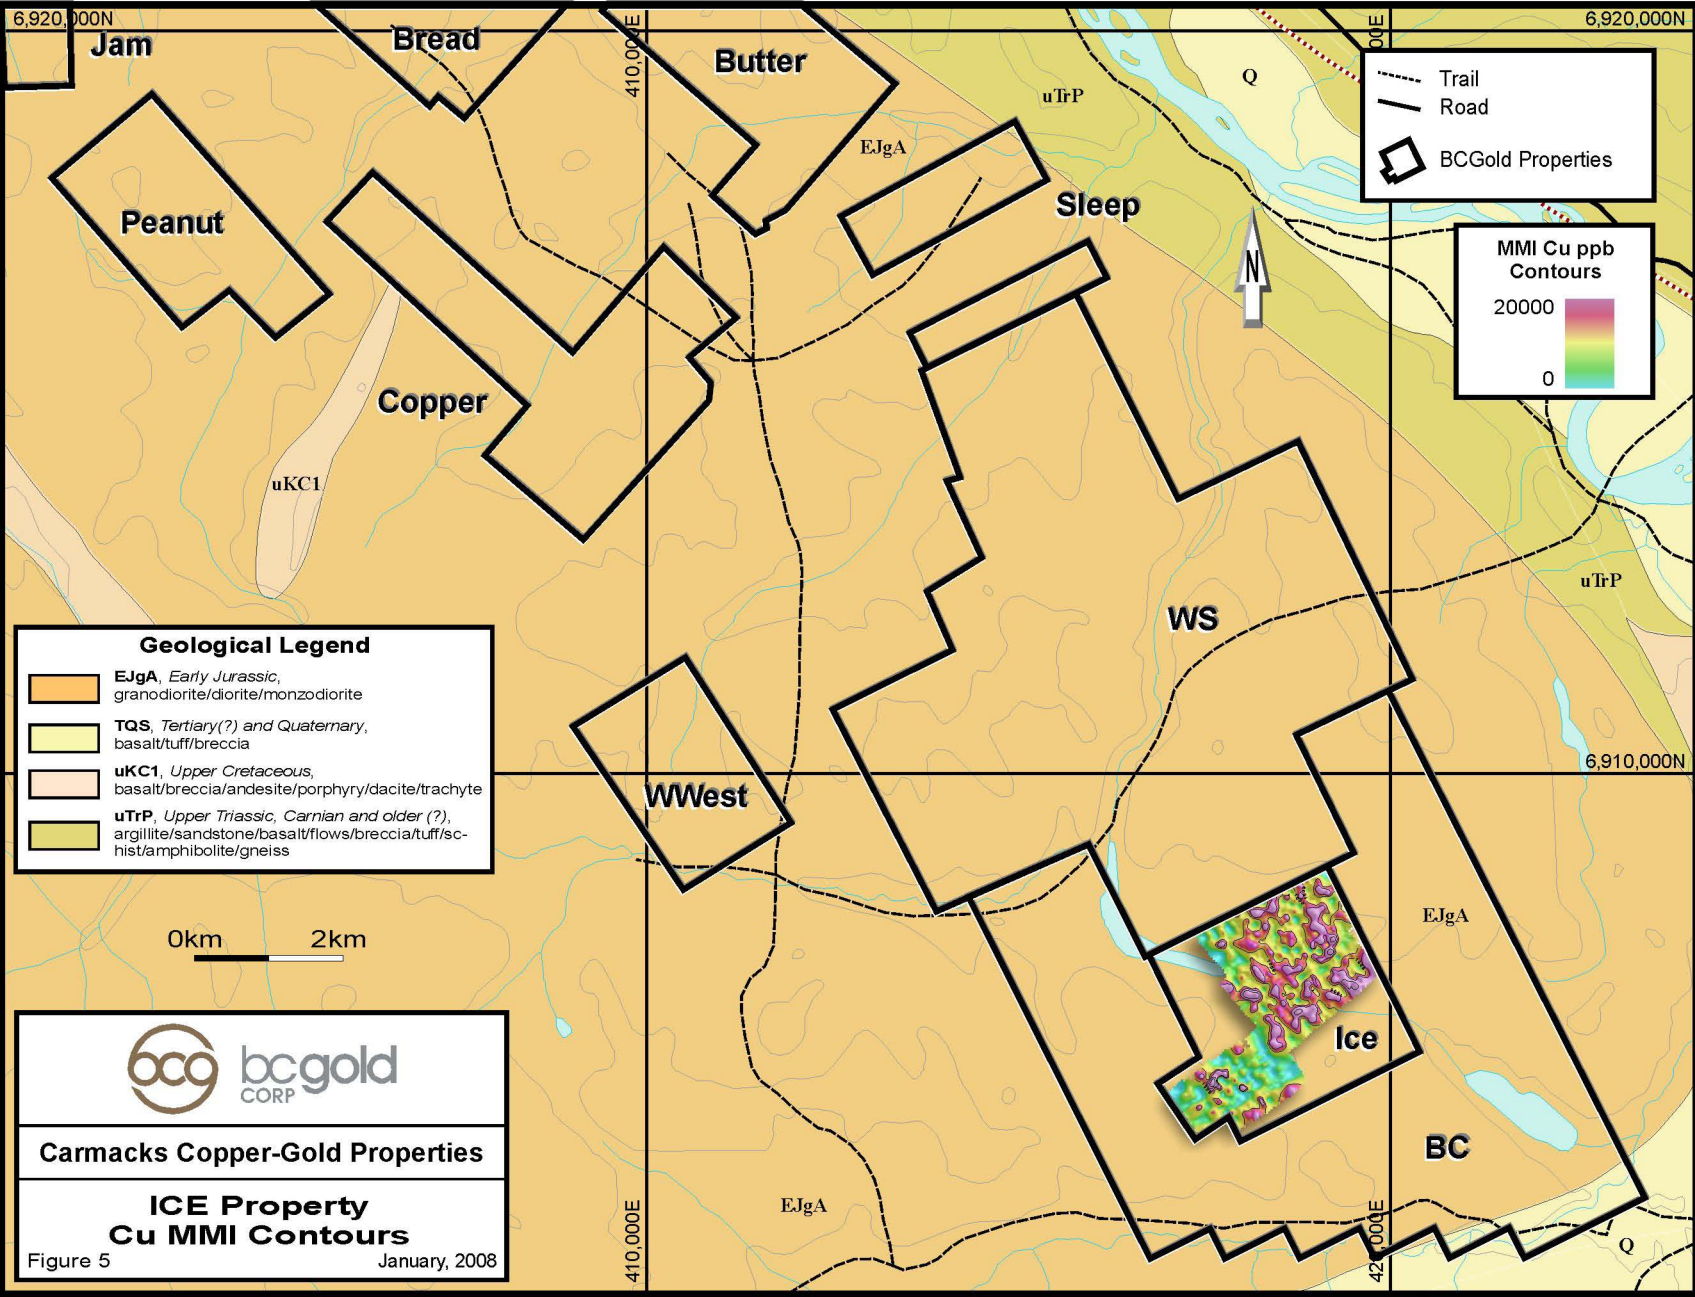 6,920,000N
6,920,000N
Jam
Bread
Butter
410,000E
Q
uTrP
Trail
Road
BCGold Properties
EJgA
Peanut
Sleep
N
MMI Cu ppb
Contours
20000
0
Copper
uKC1
uTrP
WS
Geological Legend
EJgA, Early Jurassic,
granodiorite/diorite/monzodiorite
TQS, Tertiary(?) and Quaternary,
basalt/tuff/breccia
uKC1, Upper Cretaceous,
basalt/breccia/andesite/porphyry/dacite/trachyte
uTrP, Upper Triassic, Carnian and older (?),
argillite/sandstone/basalt/flows/breccia/tuff/sc-
hist/amphibolite/gneiss
6,910,000N
WWest
EJgA
0km 2km
Ice
bcg
bcgold
CORP
BC
Carmacks Copper-Gold Properties
ICE Property
Cu MMI Contours
Figure 5 January, 2008
EJgA
410,000E
Q